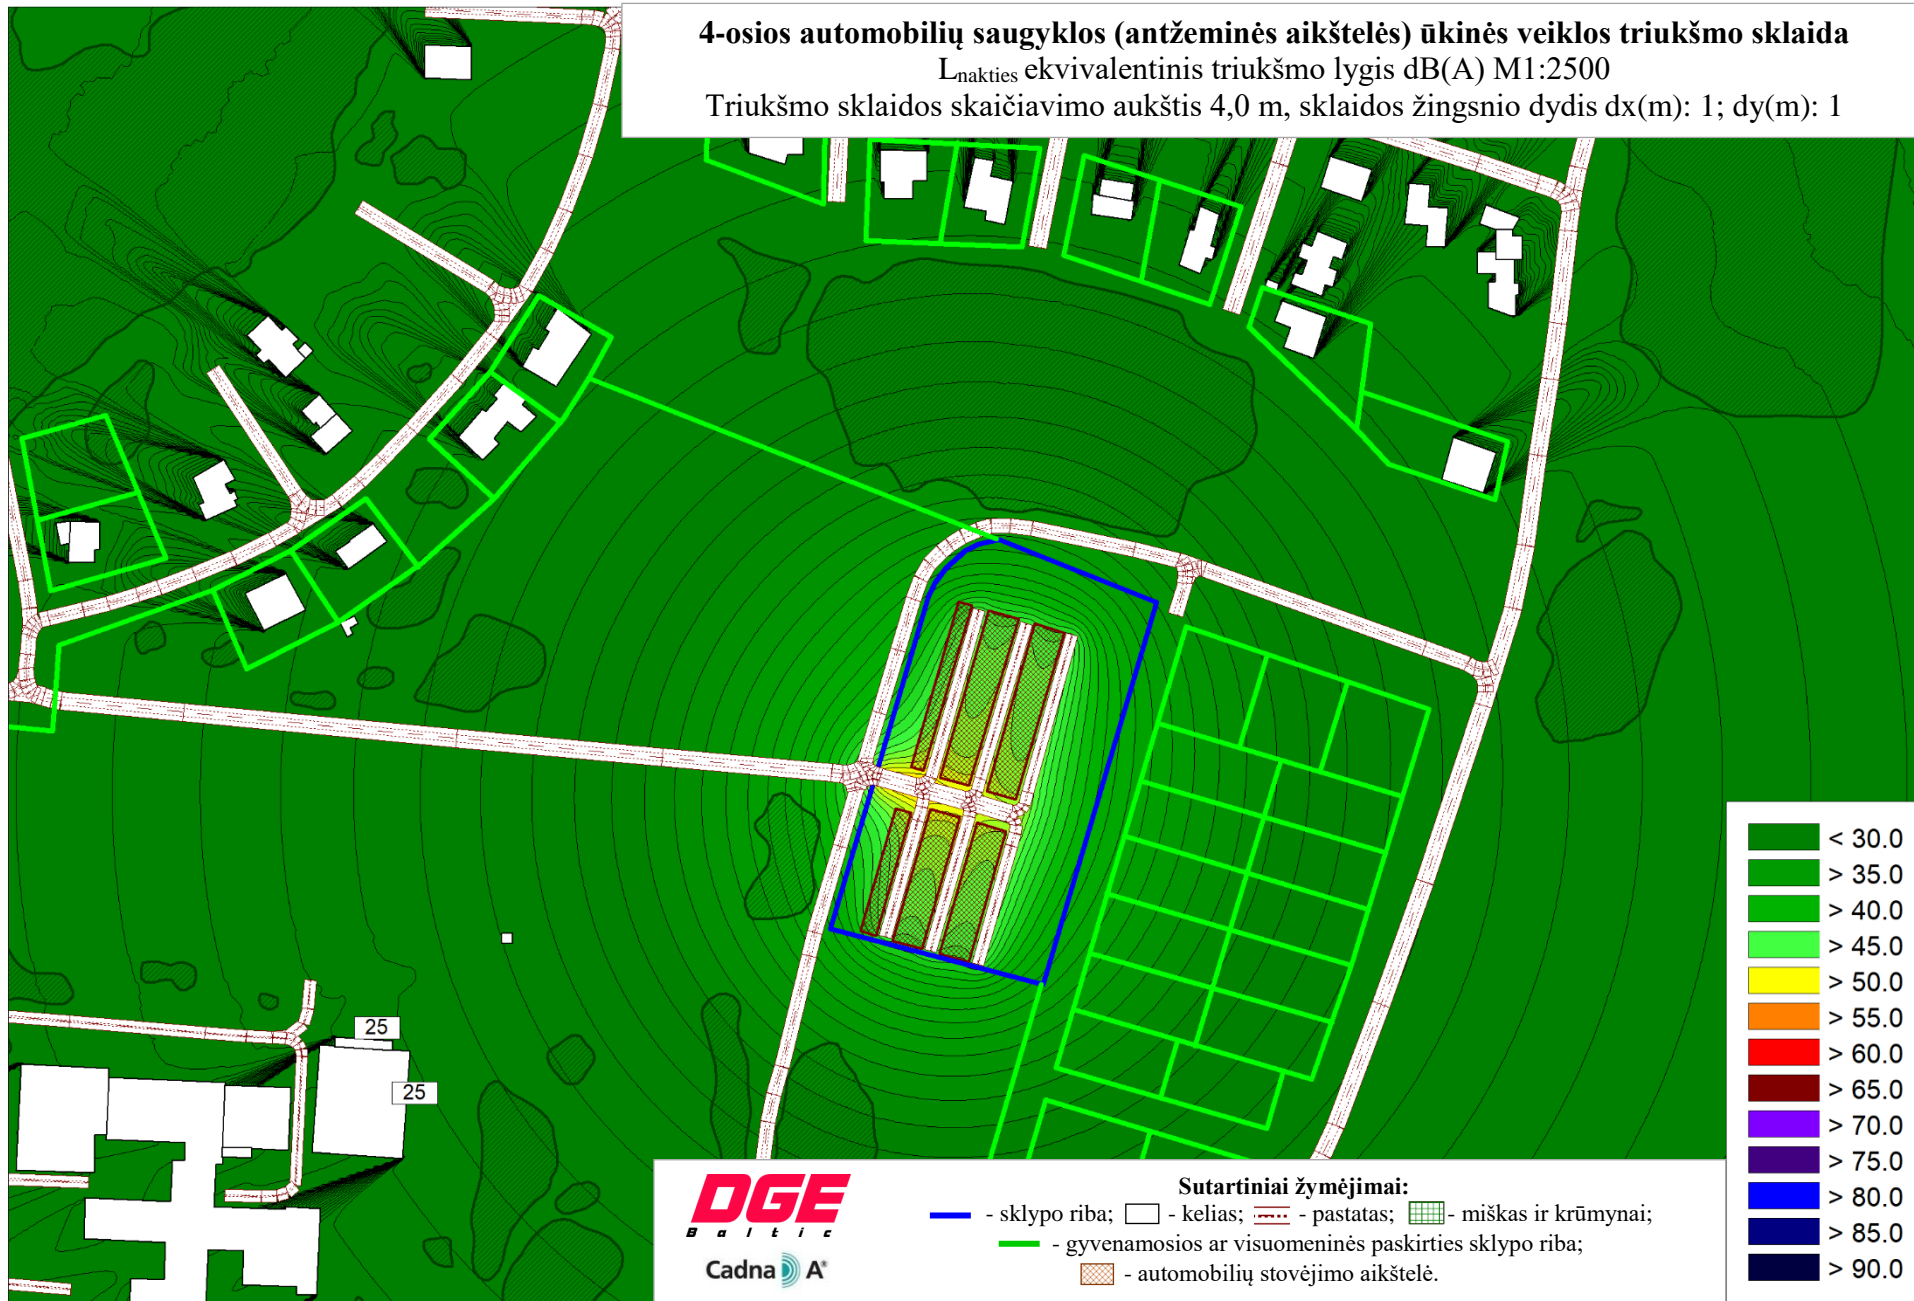 4-osios automobilių saugyklos (antžeminės aikštelės) ūkinės veiklos triukšmo sklaida
Lnakties ekvivalentinis triukšmo lygis dB(A) M1:2500
Triukšmo sklaidos skaičiavimo aukštis 4,0 m, sklaidos žingsnio dydis dx(m): 1; dy(m): 1
25
25
< 30.0
> 35.0
> 40.0
> 45.0
> 50.0
> 55.0
> 60.0
> 65.0
> 70.0
> 75.0
> 80.0
> 85.0
> 90.0
DGE
Baltic
Cadna A®
Sutartiniai žymėjimai:
- sklypo riba; - kelias; - pastatas; - miškas ir krūmynai;
- gyvenamosios ar visuomeninės paskirties sklypo riba;
- automobilių stovėjimo aikštelė.